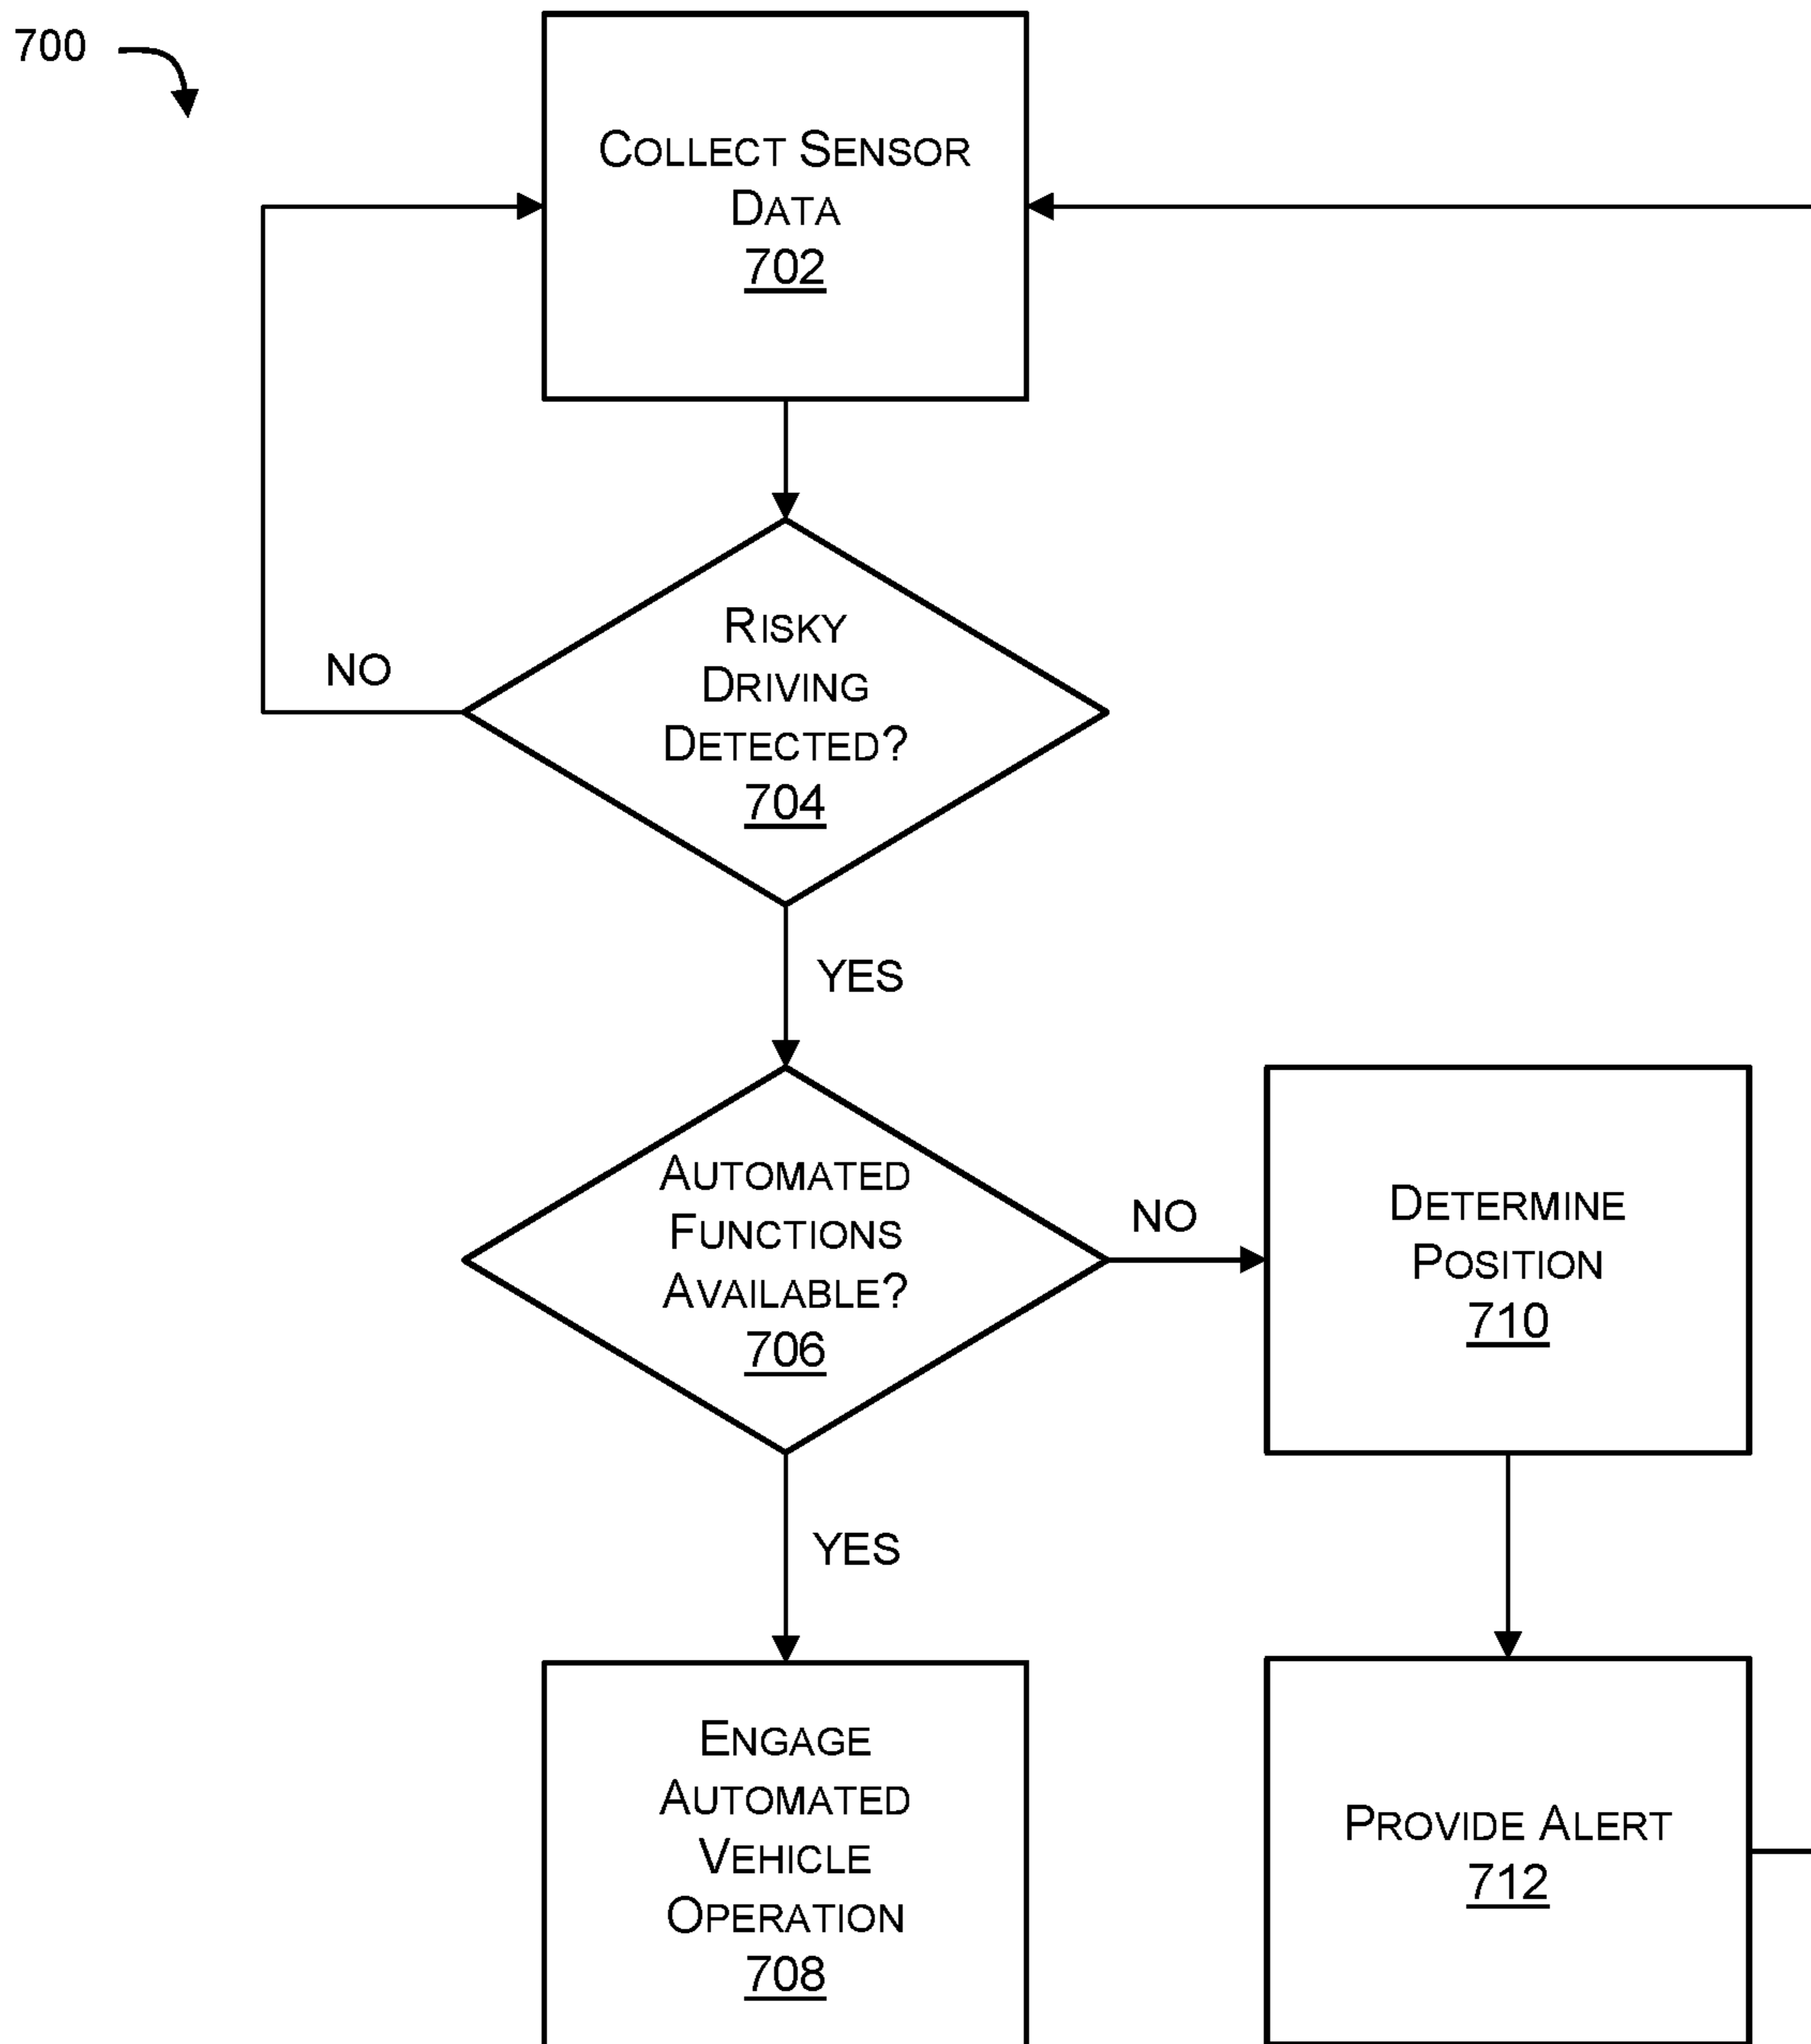 700
COLLECT SENSOR
DATA
702
RISKY
DRIVING
DETECTED?
704
NO
YES
AUTOMATED
FUNCTIONS
AVAILABLE?
706
NO
DETERMINE
POSITION
710
YES
ENGAGE
AUTOMATED
VEHICLE
OPERATION
708
PROVIDE ALERT
712